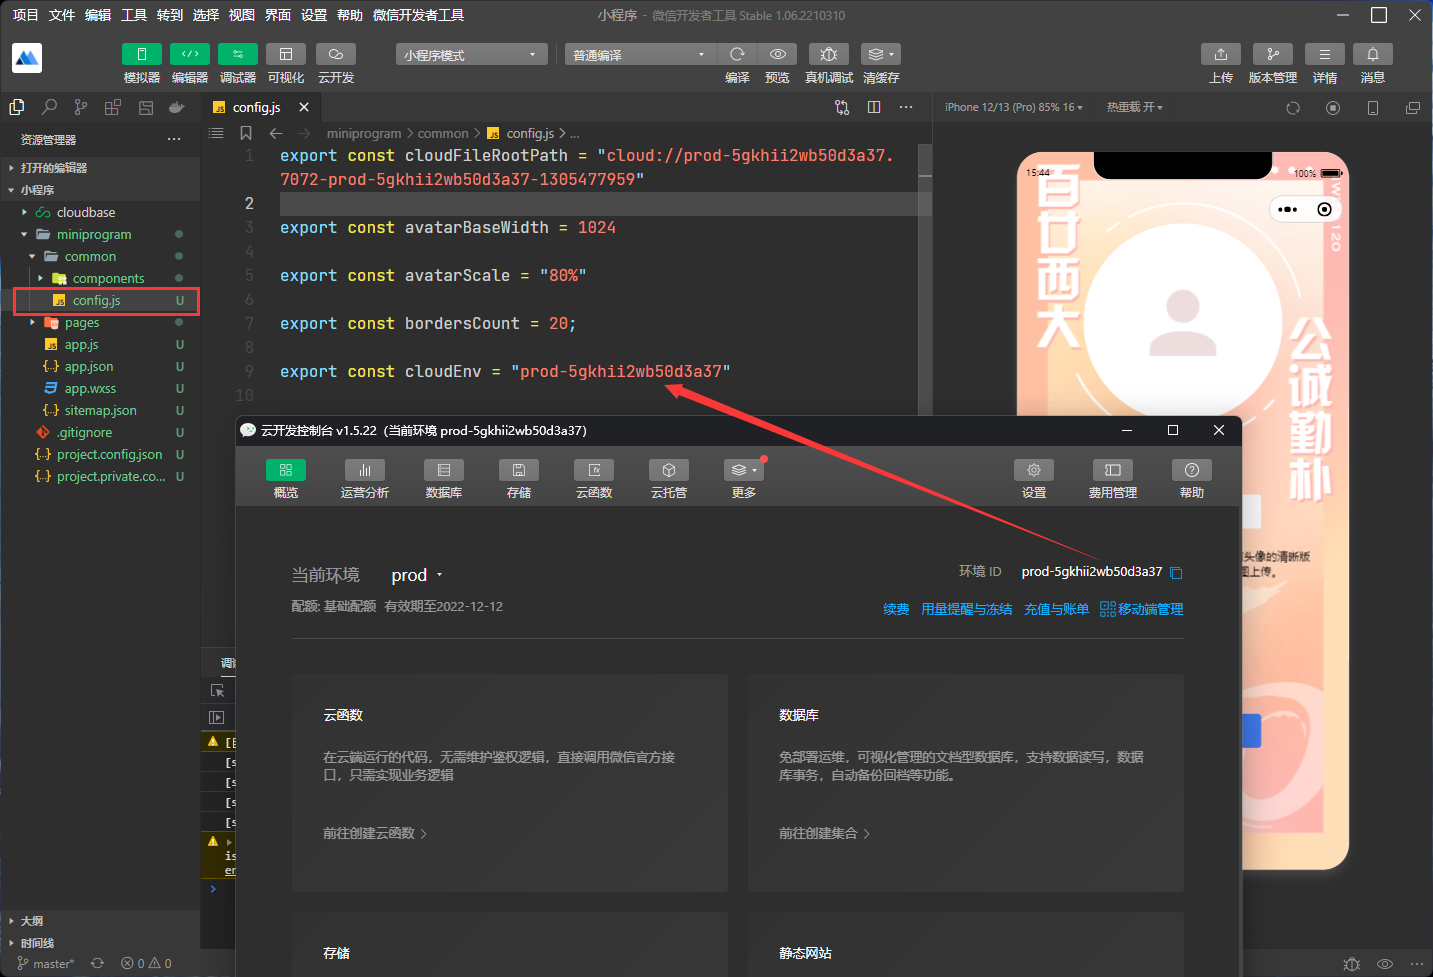 项目 文件 编辑 工具 转到 选择 视图 界面 设置 帮助 微信开发者工具
小程序 - 微信开发者工具 Stable 1.06.2210310
小程序模式
普通编译
模拟器 编辑器 调试器 可视化 云开发
编译 预览 真机调试 清缓存
上传 版本管理 详情 消息
config.js
iPhone 12/13 (Pro) 85% 16
热重载 开
资源管理器
打开的编辑器
小程序
cloudbase
miniprogram
common
components
config.js U
pages
app.js U
app.json U
app.wxss U
sitemap.json U
.gitignore U
project.config.json U
project.private.co... U
大纲
时间线
master* 0 0
miniprogram > common > config.js > ...
1 export const cloudFileRootPath = "cloud://prod-5gkhii2wb50d3a37.
7072-prod-5gkhii2wb50d3a37-1305477959"
2
3 export const avatarBaseWidth = 1024
4
5 export const avatarScale = "80%"
6
7 export const bordersCount = 20;
8
9 export const cloudEnv = "prod-5gkhii2wb50d3a37"
10
15:44
100%
百廿西大
公诚勤朴
120
头像的清晰版
图上传。
云开发控制台 v1.5.22（当前环境 prod-5gkhii2wb50d3a37）
概览 运营分析 数据库 存储 云函数 云托管 更多
设置 费用管理 帮助
当前环境 prod
环境 ID prod-5gkhii2wb50d3a37
配额: 基础配额 有效期至2022-12-12
续费 用量提醒与冻结 充值与账单 移动端管理
云函数
在云端运行的代码，无需维护鉴权逻辑，直接调用微信官方接
口，只需实现业务逻辑
前往创建云函数
数据库
免部署运维，可视化管理的文档型数据库，支持数据读写，数据
库事务，自动备份回档等功能。
前往创建集合
存储
静态网站
调
[s
[s
[s
[s
is
er